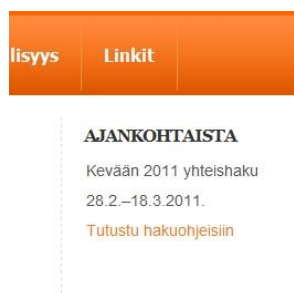 lisyys Linkit
AJANKOHTAISTA
Kevään 2011 yhteishaku
28.2.–18.3.2011.
Tutustu hakuohjeisiin